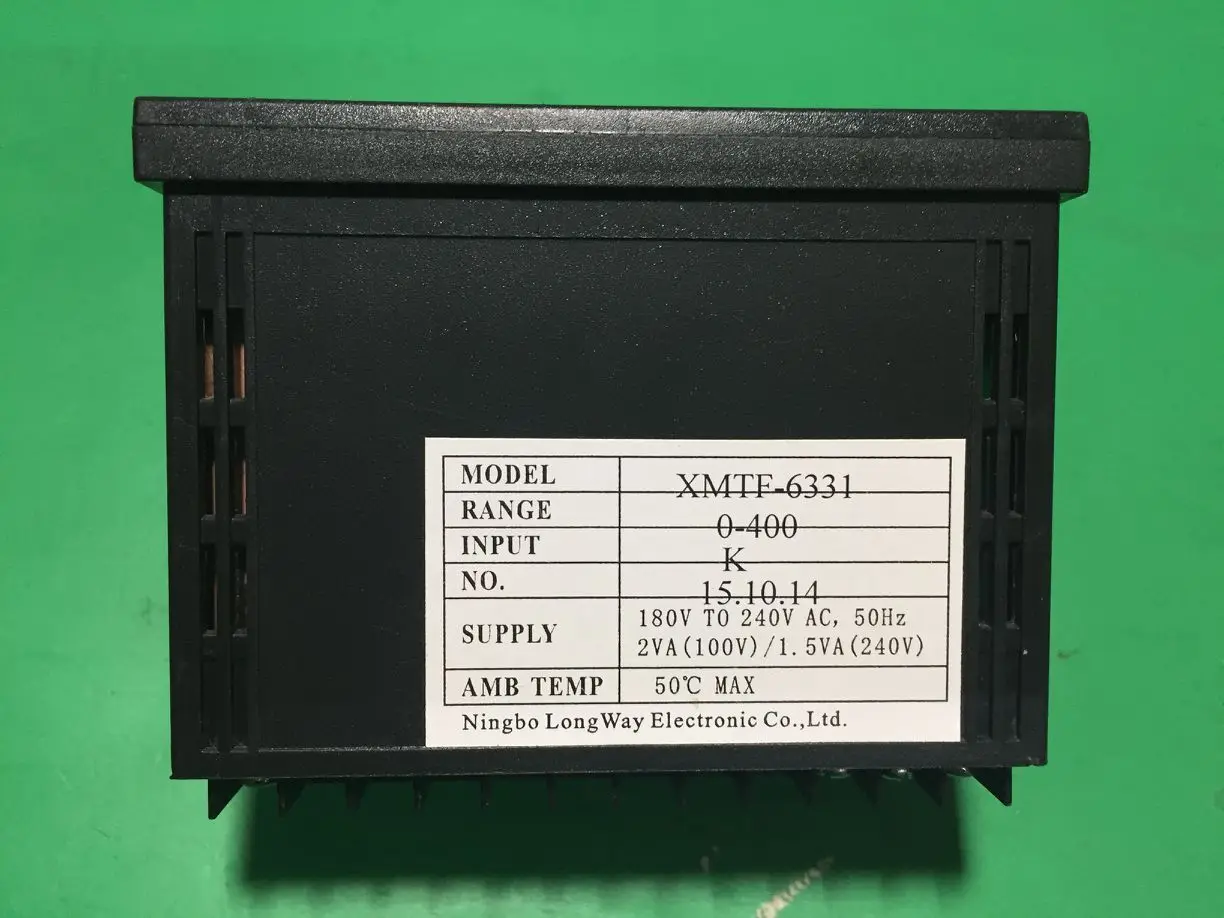 MODEL XMTF-6331
RANGE 0-400
INPUT K
NO. 15.10.14
SUPPLY 180V TO 240V AC, 50Hz
2VA(100V)/1.5VA(240V)
AMB TEMP 50℃ MAX
Ningbo LongWay Electronic Co.,Ltd.